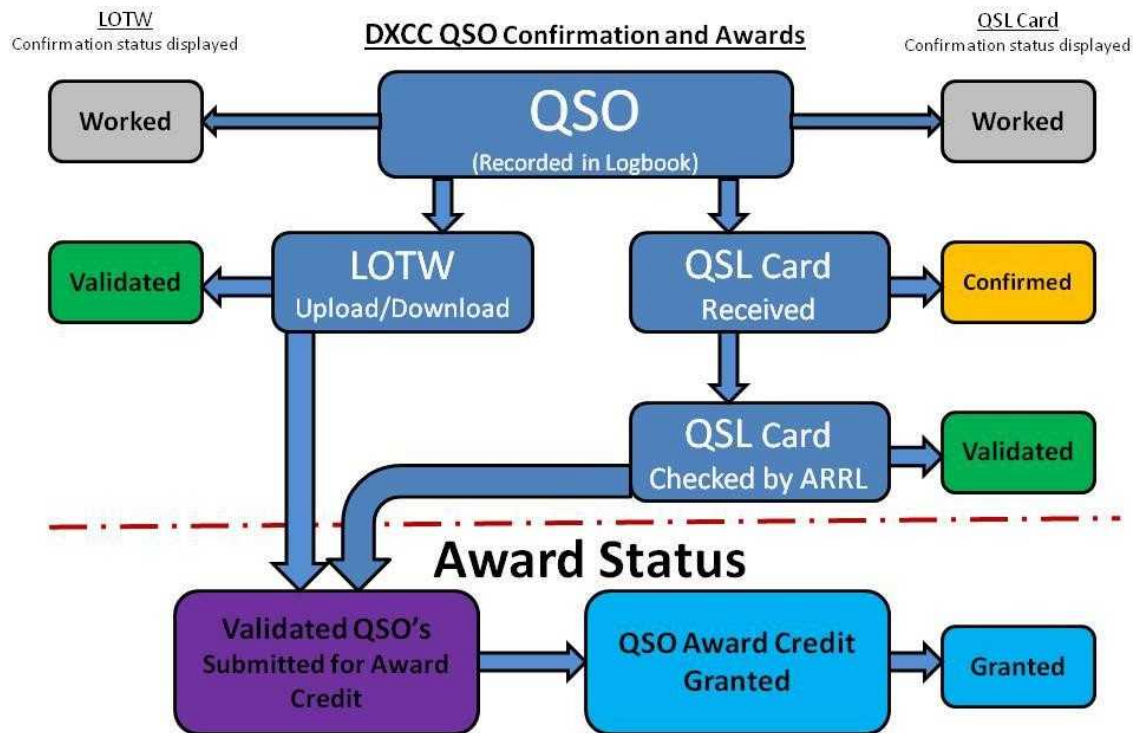 LOTW
Confirmation status displayed
DXCC QSO Confirmation and Awards
QSL Card
Confirmation status displayed
Worked
QSO
(Recorded in Logbook)
Worked
Validated
LOTW
Upload/Download
QSL Card
Received
Confirmed
QSL Card
Checked by ARRL
Validated
Award Status
Validated QSO's
Submitted for Award
Credit
QSO Award Credit
Granted
Granted